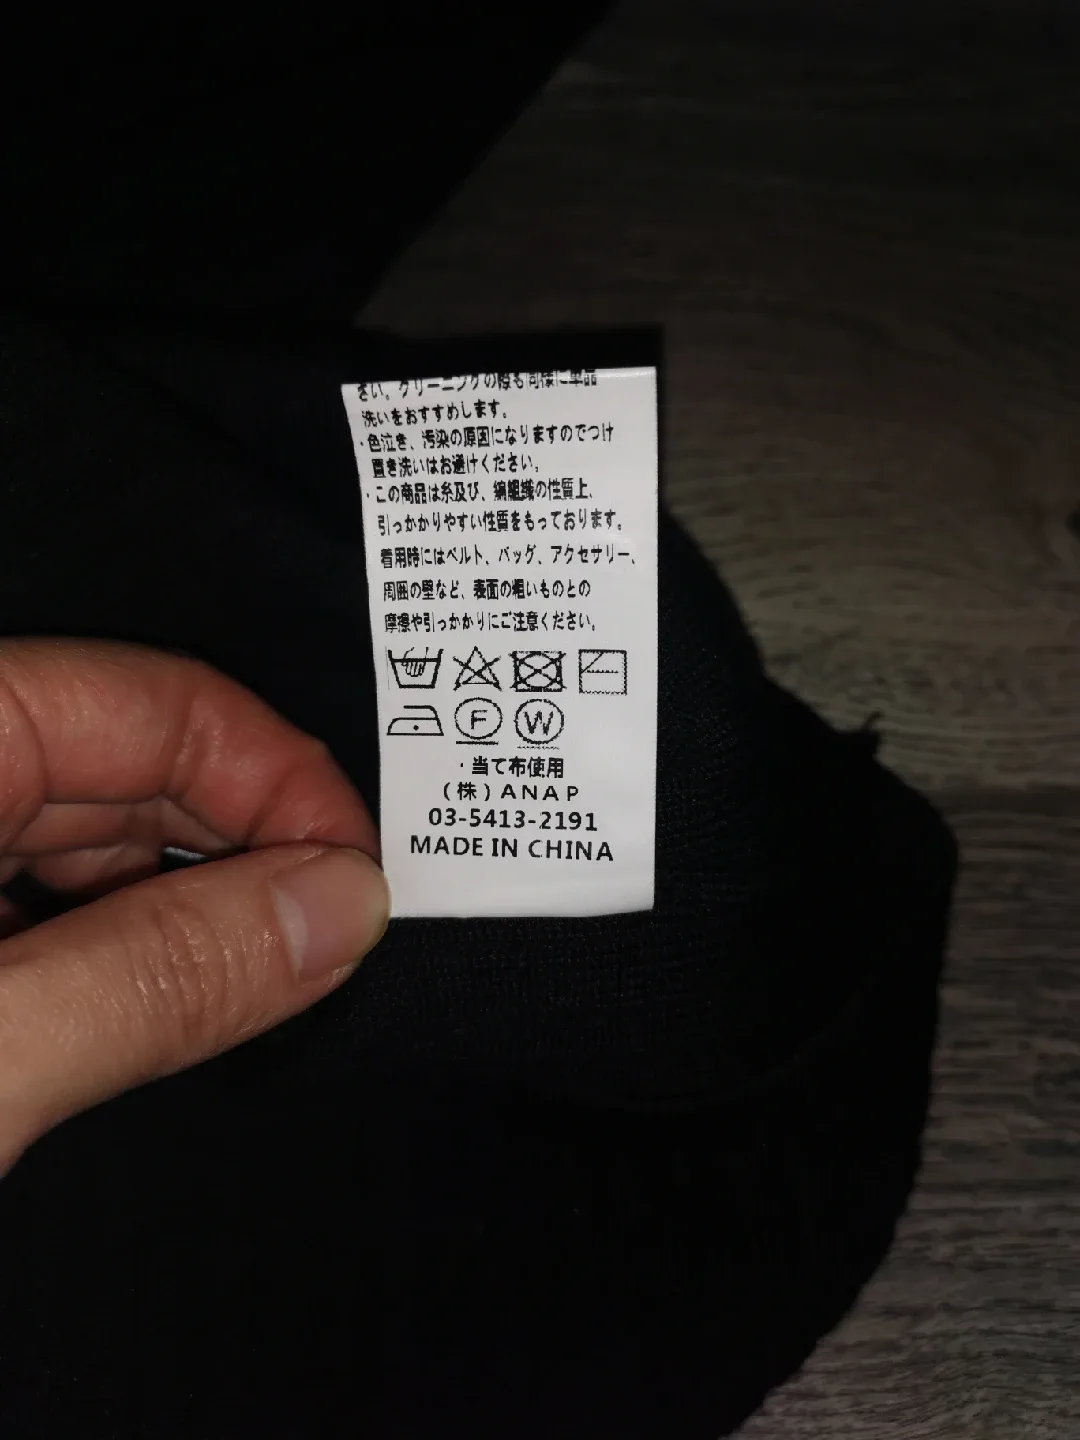 さい。クリーニングの際も同様に単品
洗いをおすすめします。
・色泣き、汚染の原因になりますのでつけ
置き洗いはお避けください。
・この商品は糸及び、編組織の性質上、
引っかかりやすい性質をもっております。
着用時にはベルト、バッグ、アクセサリー、
周囲の壁など、表面の粗いものとの
摩擦や引っかかりにご注意ください。
F W
・当て布使用
(株)ANAP
03-5413-2191
MADE IN CHINA